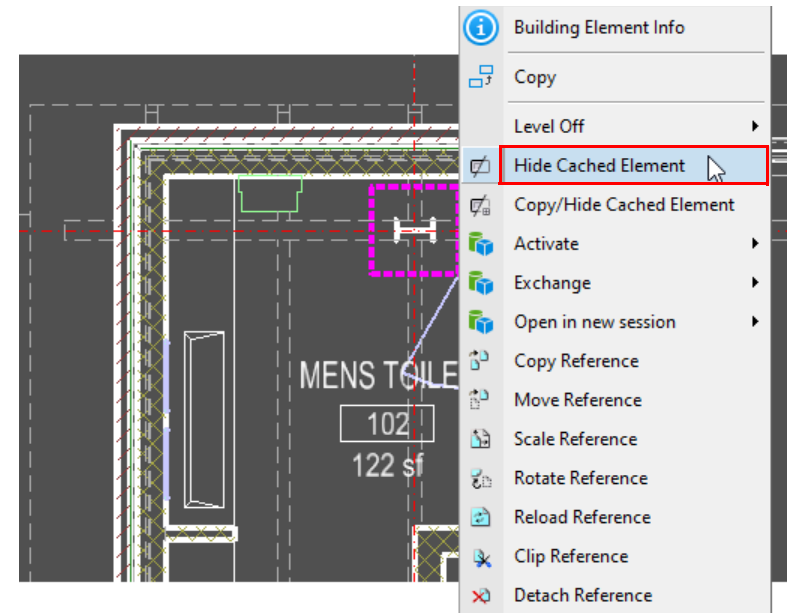 Building Element Info
Copy
Level Off
Hide Cached Element
Copy/Hide Cached Element
Activate
Exchange
Open in new session
Copy Reference
Move Reference
Scale Reference
Rotate Reference
Reload Reference
Clip Reference
Detach Reference
MENS TOILE
102
122 sf